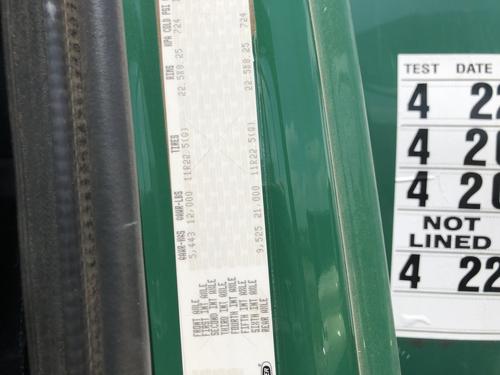 GAWR-KGS GAWR-LBS TIRES RIMS KPA COLD PSI
FRONT AXLE 5,443 12,000 11R22.5(G) 22.5X8.25 724
FIRST INT AXLE
SECOND INT AXLE
THIRD INT AXLE
FOURTH INT AXLE
FIFTH INT AXLE
SIXTH INT AXLE
REAR AXLE 9,525 21,000 11R22.5(G) 22.5X8.25 724
TEST DATE
4 22
4 20
4 20
NOT
LINED
4 22